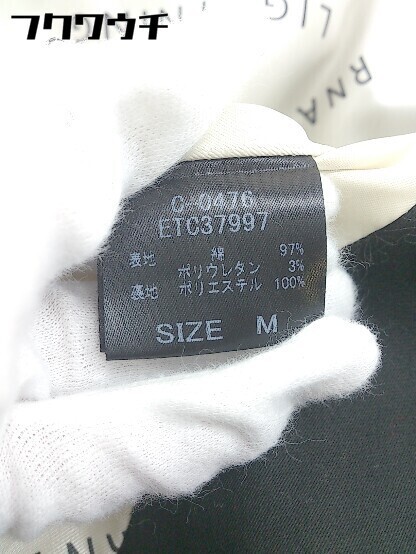 フクワウチ
RNA
C-0476
ETC37997
表地 綿 97%
ポリウレタン 3%
裏地 ポリエステル 100%
SIZE M